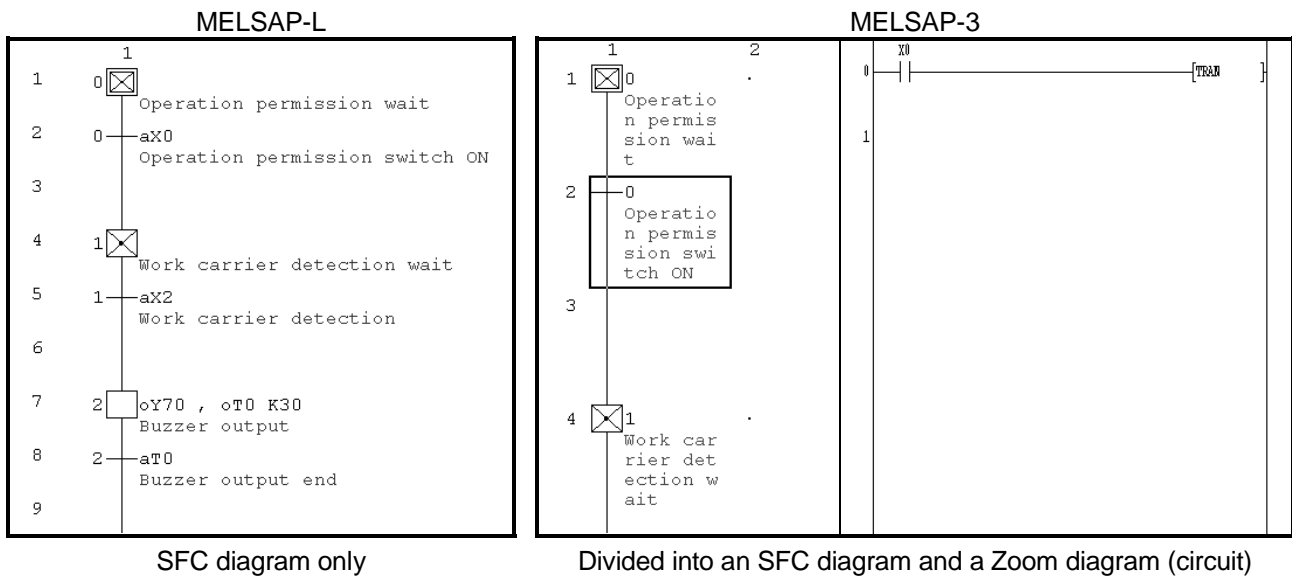 MELSAP-L
1
1 0
Operation permission wait
2 0 aX0
Operation permission switch ON
3
4 1
Work carrier detection wait
5 1 aX2
Work carrier detection
6
7 2 oY70 , oT0 K30
Buzzer output
8 2 aT0
Buzzer output end
9
SFC diagram only
MELSAP-3
1 2
1 0
Operatio
n permis
sion wai
t
2 0
Operatio
n permis
sion swi
tch ON
3
4 1
Work car
rier det
ection w
ait
X0
0 [TRAN ]
1
Divided into an SFC diagram and a Zoom diagram (circuit)